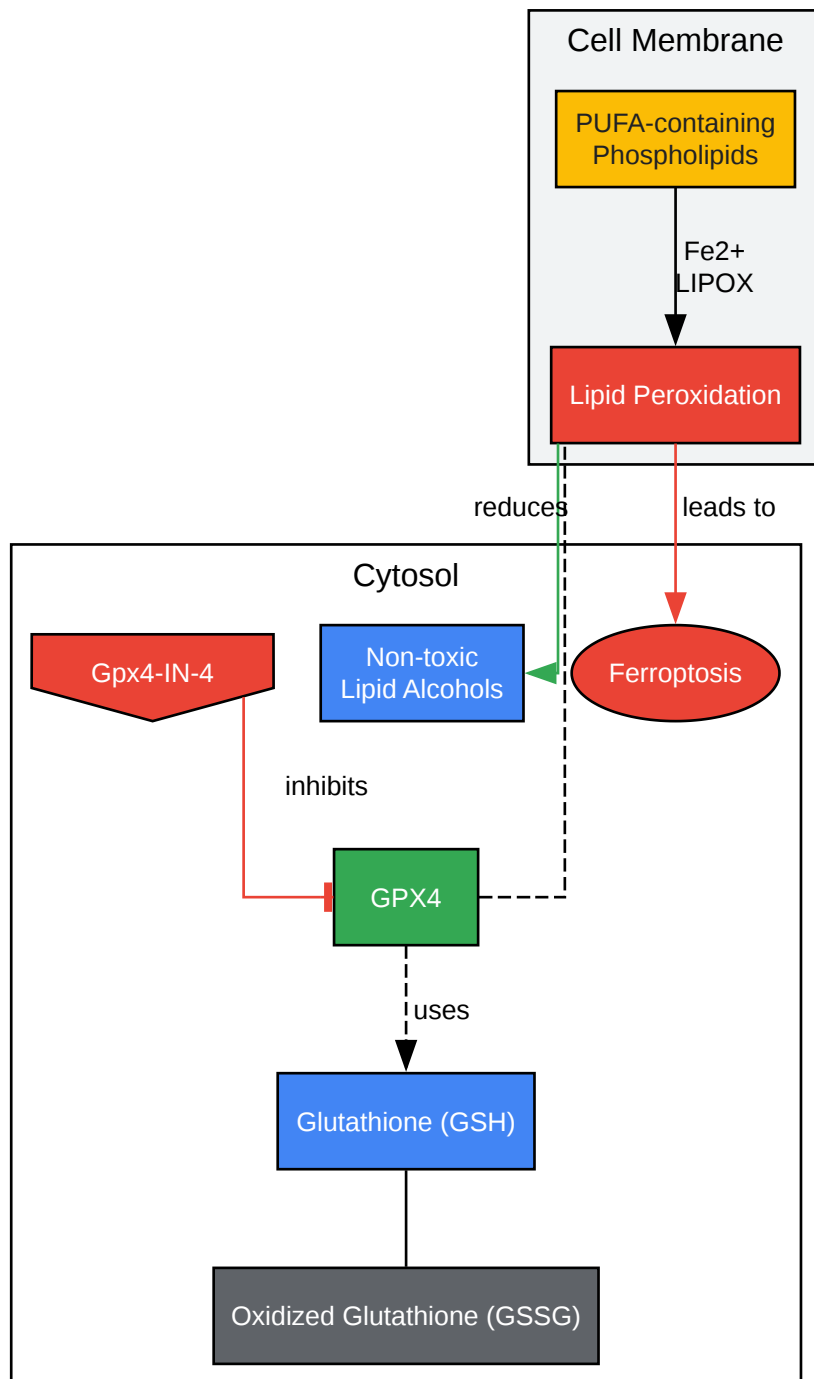 Cell Membrane
PUFA-containing
Phospholipids
Fe2+
LIPOX
Lipid Peroxidation
reduces
leads to
Cytosol
Gpx4-IN-4
Non-toxic
Lipid Alcohols
Ferroptosis
inhibits
GPX4
uses
Glutathione (GSH)
Oxidized Glutathione (GSSG)